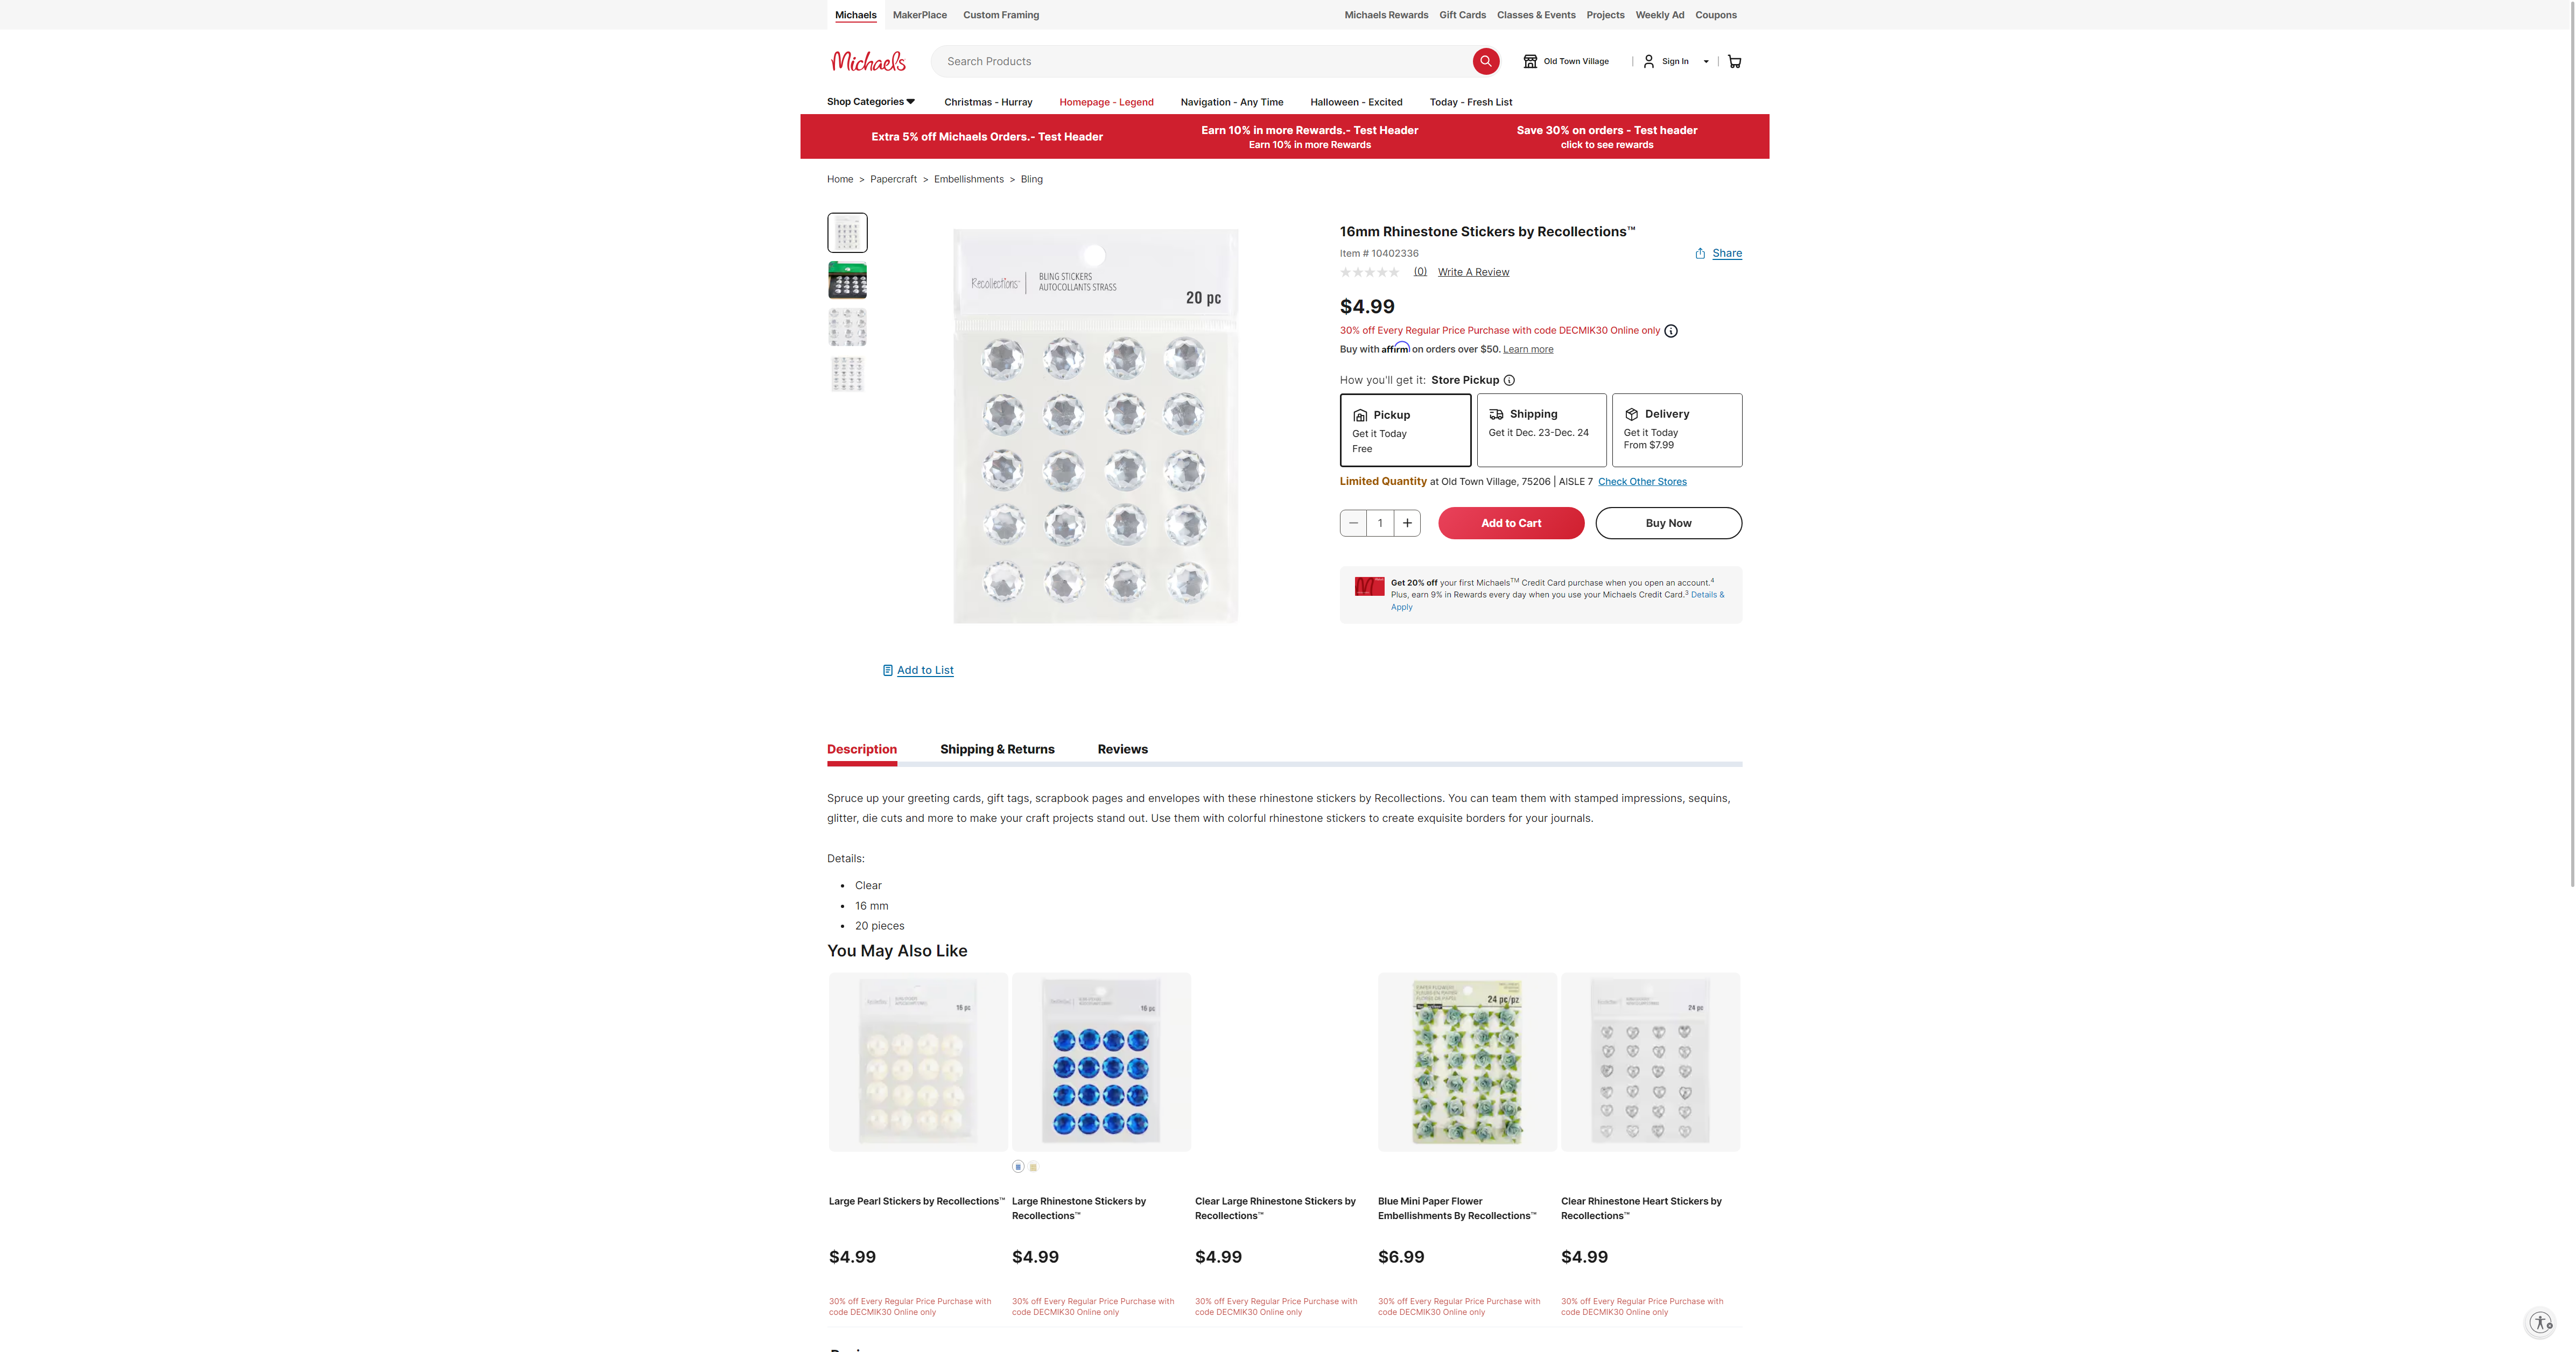 Michaels
MakerPlace
Custom Framing
Michaels Rewards
Gift Cards
Classes & Events
Projects
Weekly Ad
Coupons
Michaels
Search Products
Old Town Village
Sign In
Shop Categories
Christmas - Hurray
Homepage - Legend
Navigation - Any Time
Halloween - Excited
Today - Fresh List
Extra 5% off Michaels Orders.- Test Header
Earn 10% in more Rewards.- Test Header
Earn 10% in more Rewards
Save 30% on orders - Test header
click to see rewards
Home > Papercraft > Embellishments > Bling
Recollections™
BLING STICKERS
AUTOCOLLANTS STRASS
20 pc
Add to List
16mm Rhinestone Stickers by Recollections™
Item # 10402336
Share
(0) Write A Review
$4.99
30% off Every Regular Price Purchase with code DECMIK30 Online only
Buy with affirm on orders over $50. Learn more
How you'll get it: Store Pickup
Pickup
Get it Today
Free
Shipping
Get it Dec. 23-Dec. 24
Delivery
Get it Today
From $7.99
Limited Quantity at Old Town Village, 75206 | AISLE 7 Check Other Stores
1
Add to Cart
Buy Now
Get 20% off your first Michaels™ Credit Card purchase when you open an account.⁴
Plus, earn 9% in Rewards every day when you use your Michaels Credit Card.³ Details &
Apply
Description
Shipping & Returns
Reviews
Spruce up your greeting cards, gift tags, scrapbook pages and envelopes with these rhinestone stickers by Recollections. You can team them with stamped impressions, sequins,
glitter, die cuts and more to make your craft projects stand out. Use them with colorful rhinestone stickers to create exquisite borders for your journals.
Details:
• Clear
• 16 mm
• 20 pieces
You May Also Like
16 pc
16 pc
24 pc/pz
24 pc
Large Pearl Stickers by Recollections™
$4.99
30% off Every Regular Price Purchase with
code DECMIK30 Online only
Large Rhinestone Stickers by
Recollections™
$4.99
30% off Every Regular Price Purchase with
code DECMIK30 Online only
Clear Large Rhinestone Stickers by
Recollections™
$4.99
30% off Every Regular Price Purchase with
code DECMIK30 Online only
Blue Mini Paper Flower
Embellishments By Recollections™
$6.99
30% off Every Regular Price Purchase with
code DECMIK30 Online only
Clear Rhinestone Heart Stickers by
Recollections™
$4.99
30% off Every Regular Price Purchase with
code DECMIK30 Online only